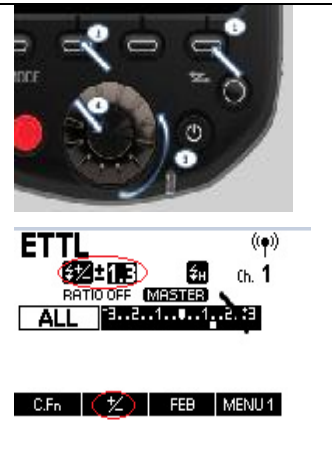 ETTL
±1.3 H Ch. 1
RATIO OFF MASTER
ALL ⁻3..2..1..0..1..2.⁺3
C.Fn +/- FEB MENU 1